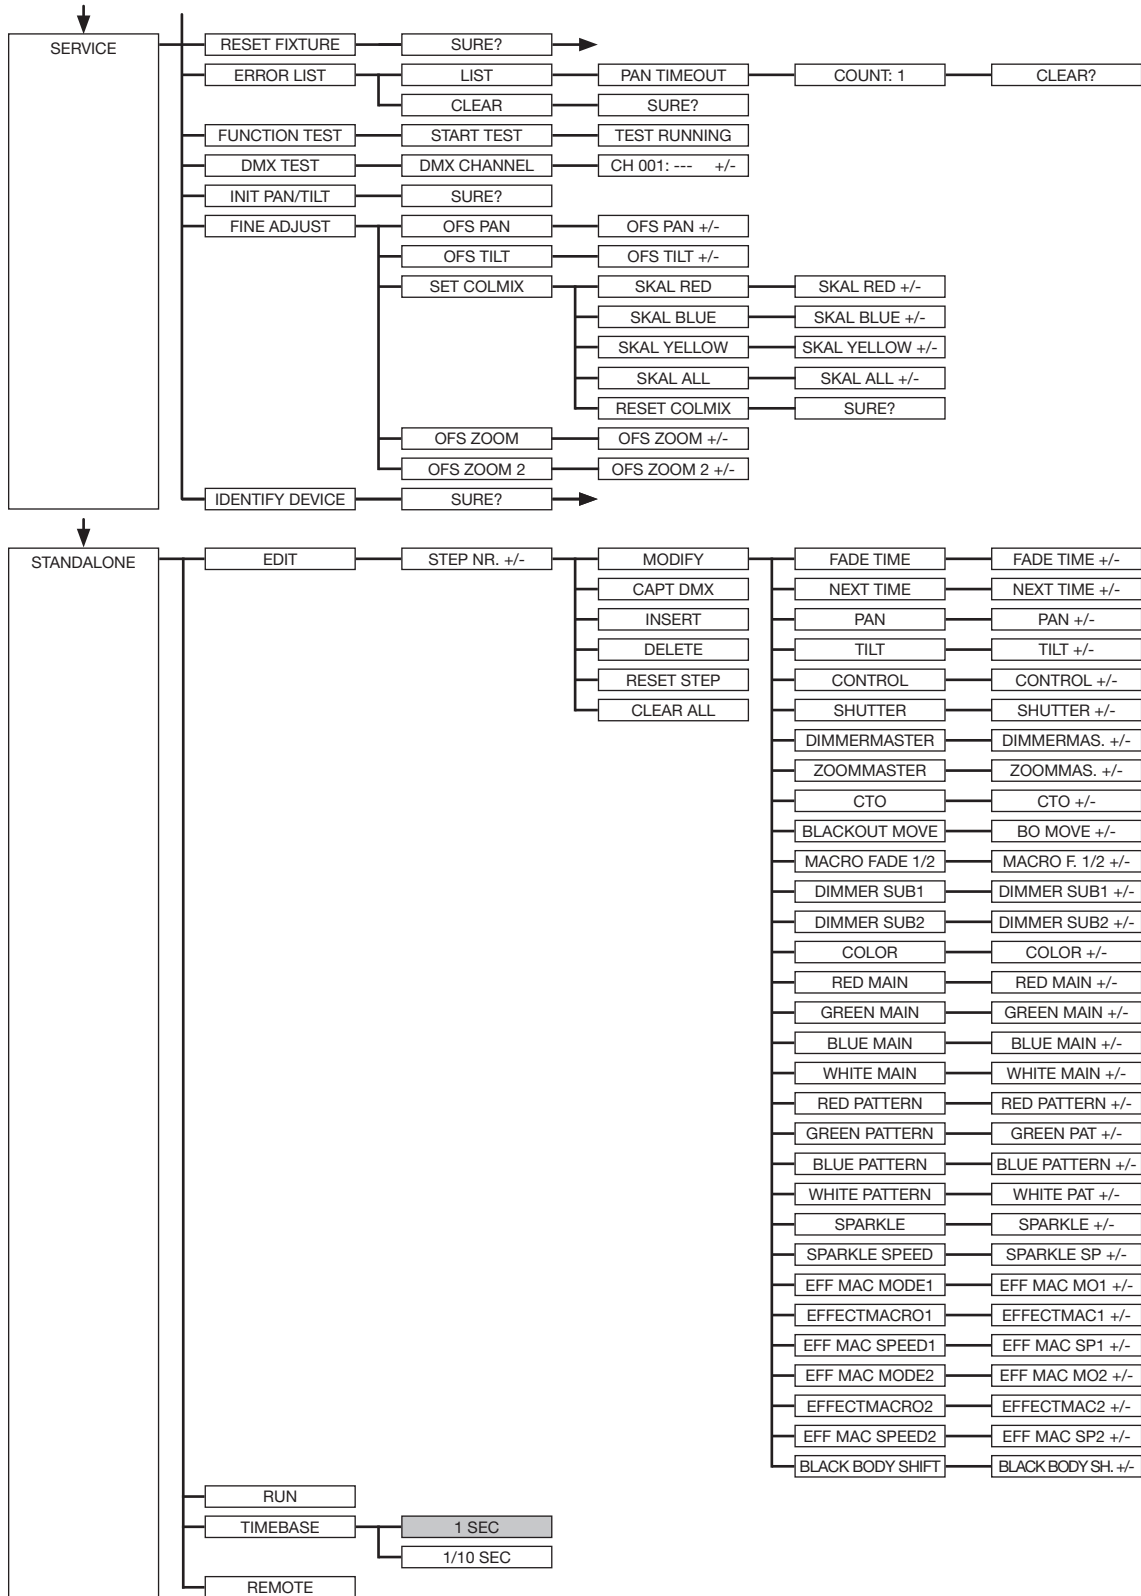 SERVICE RESET FIXTURE SURE?
ERROR LIST LIST PAN TIMEOUT COUNT: 1 CLEAR?
CLEAR SURE?
FUNCTION TEST START TEST TEST RUNNING
DMX TEST DMX CHANNEL CH 001: --- +/-
INIT PAN/TILT SURE?
FINE ADJUST OFS PAN OFS PAN +/-
OFS TILT OFS TILT +/-
SET COLMIX SKAL RED SKAL RED +/-
SKAL BLUE SKAL BLUE +/-
SKAL YELLOW SKAL YELLOW +/-
SKAL ALL SKAL ALL +/-
RESET COLMIX SURE?
OFS ZOOM OFS ZOOM +/-
OFS ZOOM 2 OFS ZOOM 2 +/-
IDENTIFY DEVICE SURE?
STANDALONE EDIT STEP NR. +/- MODIFY FADE TIME FADE TIME +/-
CAPT DMX NEXT TIME NEXT TIME +/-
INSERT PAN PAN +/-
DELETE TILT TILT +/-
RESET STEP CONTROL CONTROL +/-
CLEAR ALL SHUTTER SHUTTER +/-
DIMMERMASTER DIMMERMAS. +/-
ZOOMMASTER ZOOMMAS. +/-
CTO CTO +/-
BLACKOUT MOVE BO MOVE +/-
MACRO FADE 1/2 MACRO F. 1/2 +/-
DIMMER SUB1 DIMMER SUB1 +/-
DIMMER SUB2 DIMMER SUB2 +/-
COLOR COLOR +/-
RED MAIN RED MAIN +/-
GREEN MAIN GREEN MAIN +/-
BLUE MAIN BLUE MAIN +/-
WHITE MAIN WHITE MAIN +/-
RED PATTERN RED PATTERN +/-
GREEN PATTERN GREEN PAT +/-
BLUE PATTERN BLUE PATTERN +/-
WHITE PATTERN WHITE PAT +/-
SPARKLE SPARKLE +/-
SPARKLE SPEED SPARKLE SP +/-
EFF MAC MODE1 EFF MAC MO1 +/-
EFFECTMACRO1 EFFECTMAC1 +/-
EFF MAC SPEED1 EFF MAC SP1 +/-
EFF MAC MODE2 EFF MAC MO2 +/-
EFFECTMACRO2 EFFECTMAC2 +/-
EFF MAC SPEED2 EFF MAC SP2 +/-
BLACK BODY SHIFT BLACK BODY SH. +/-
RUN
TIMEBASE 1 SEC
1/10 SEC
REMOTE